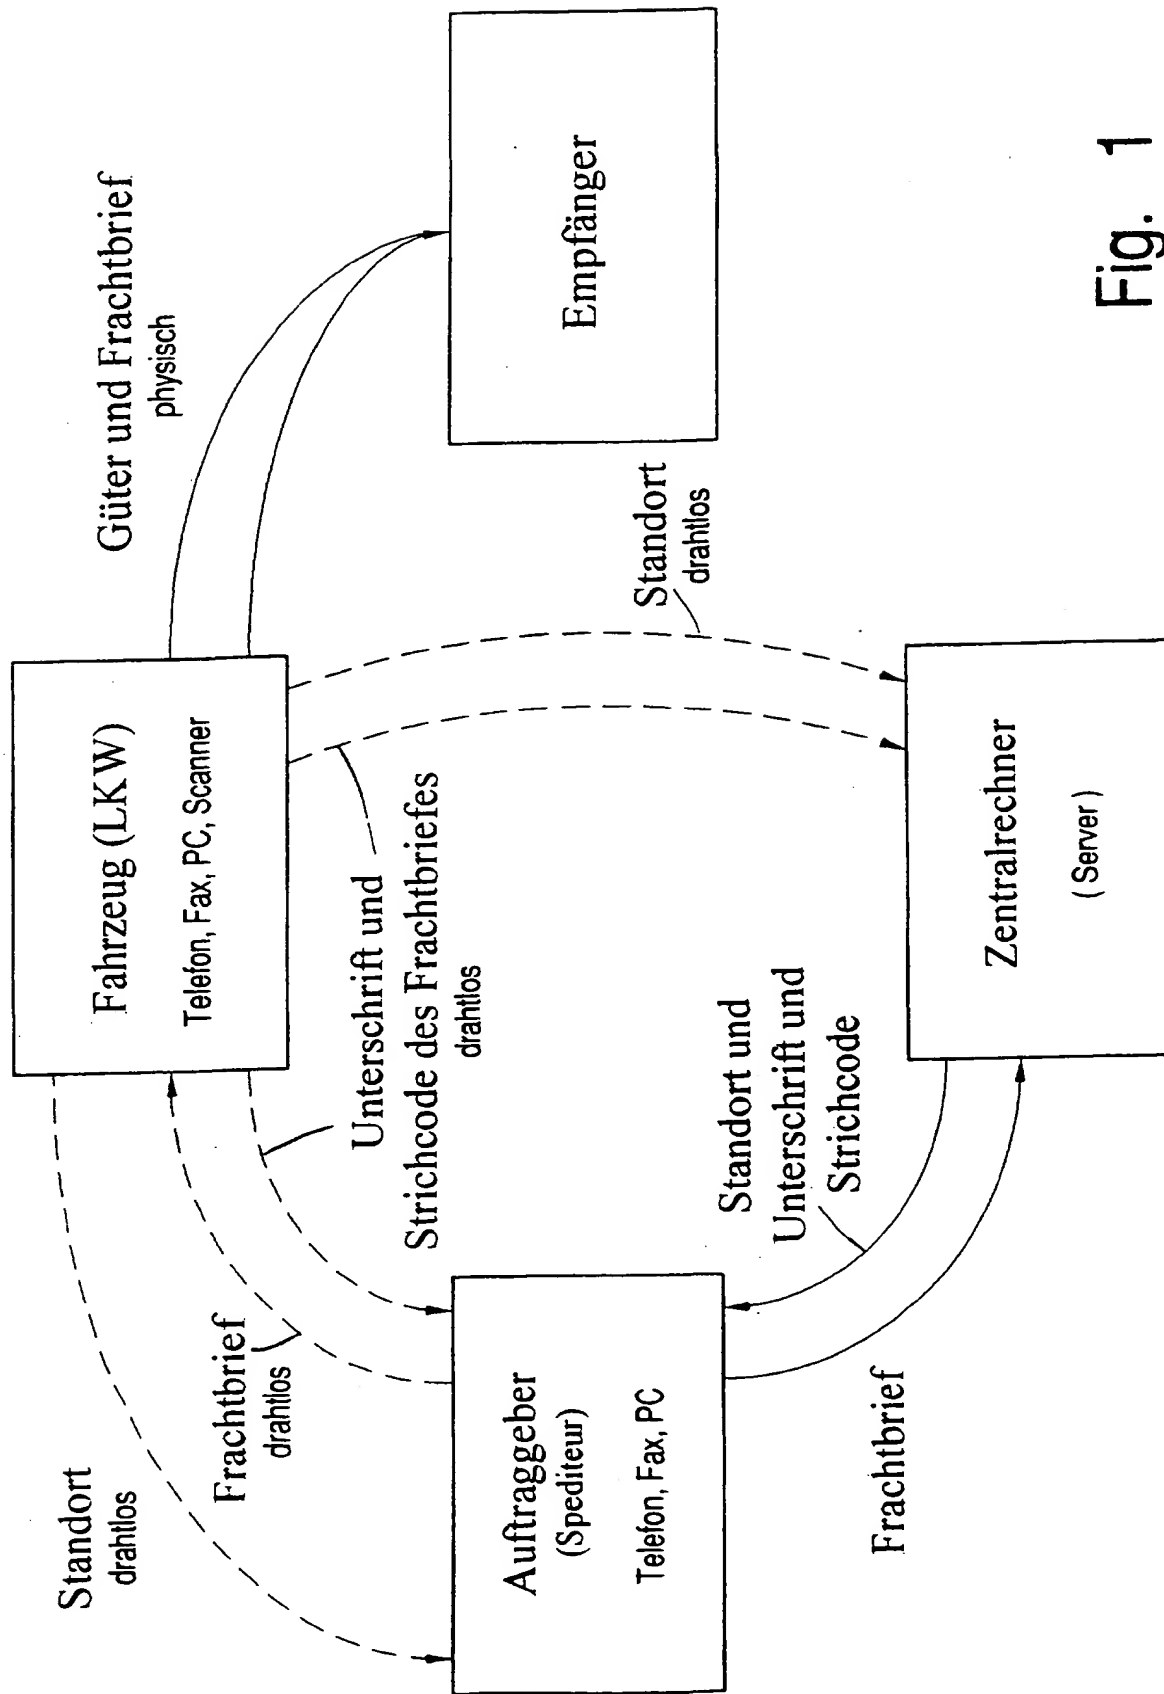 Standort
drahtlos
Frachtbrief
drahtlos
Fahrzeug (LKW)
Telefon, Fax, PC, Scanner
Güter und Frachtbrief
physisch
Unterschrift und
Strichcode des Frachtbriefes
drahtlos
Auftraggeber
(Spediteur)
Telefon, Fax, PC
Empfänger
Standort
drahtlos
Standort und
Unterschrift und
Strichcode
Frachtbrief
Zentralrechner
(Server)
Fig. 1